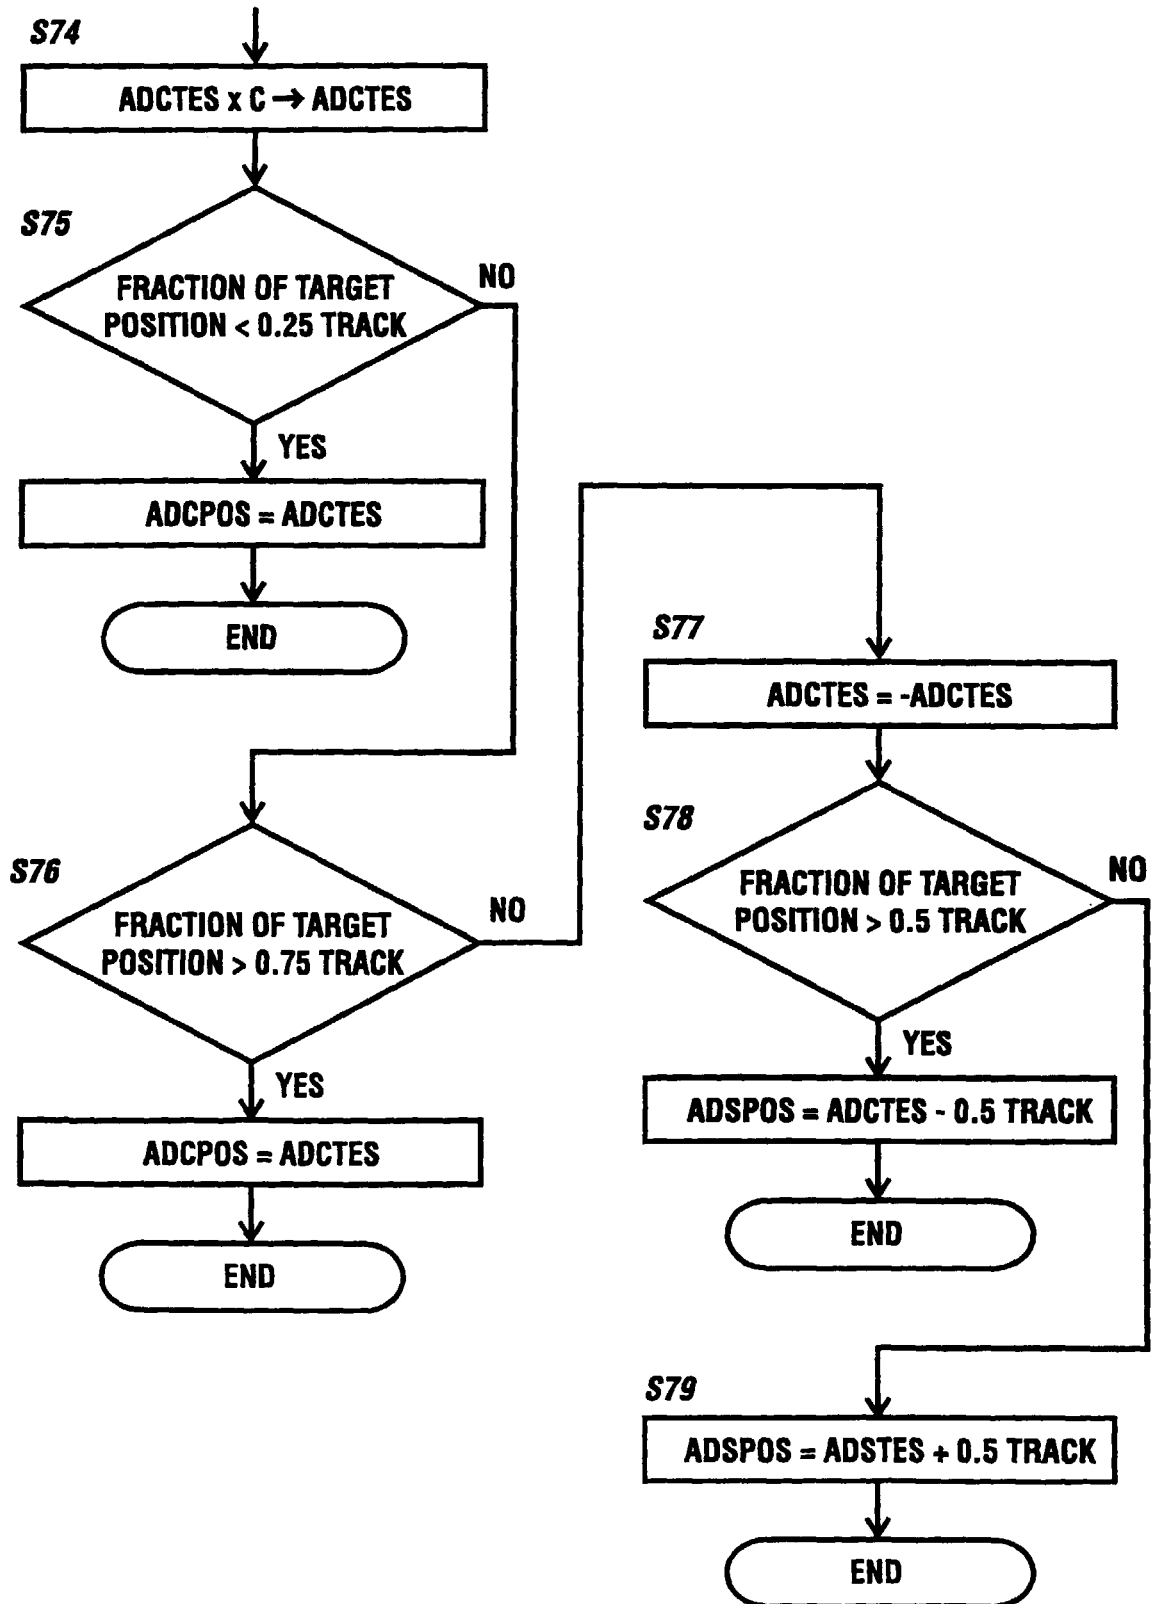 S74
ADCTES x C → ADCTES
S75
FRACTION OF TARGET
POSITION < 0.25 TRACK
NO
YES
ADCPOS = ADCTES
END
S76
FRACTION OF TARGET
POSITION > 0.75 TRACK
NO
YES
ADCPOS = ADCTES
END
S77
ADCTES = -ADCTES
S78
FRACTION OF TARGET
POSITION > 0.5 TRACK
NO
YES
ADSPOS = ADCTES - 0.5 TRACK
END
S79
ADSPOS = ADSTES + 0.5 TRACK
END